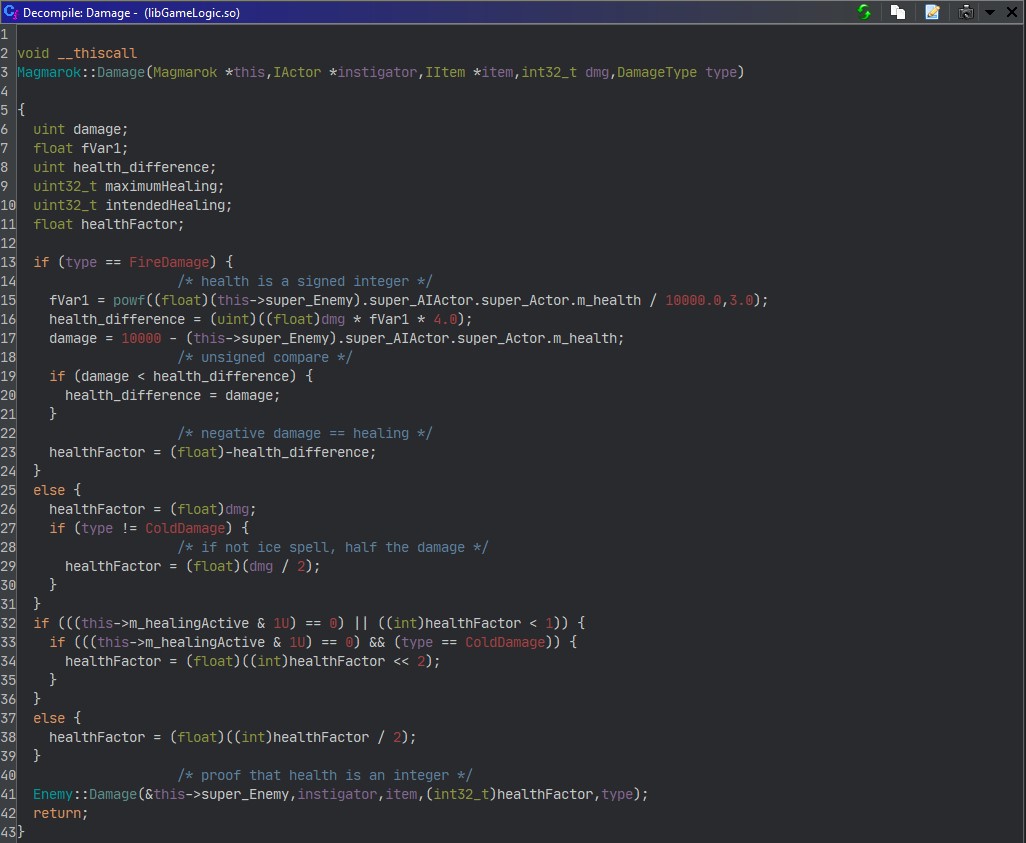 Decompile: Damage - (libGameLogic.so)
1
2 void __thiscall
3 Magmarok::Damage(Magmarok *this,IActor *instigator,IItem *item,int32_t dmg,DamageType type)
4
5 {
6   uint damage;
7   float fVar1;
8   uint health_difference;
9   uint32_t maximumHealing;
10   uint32_t intendedHealing;
11   float healthFactor;
12
13   if (type == FireDamage) {
14                     /* health is a signed integer */
15     fVar1 = powf((float)(this->super_Enemy).super_AIActor.super_Actor.m_health / 10000.0,3.0);
16     health_difference = (uint)((float)dmg * fVar1 * 4.0);
17     damage = 10000 - (this->super_Enemy).super_AIActor.super_Actor.m_health;
18                     /* unsigned compare */
19     if (damage < health_difference) {
20       health_difference = damage;
21     }
22                     /* negative damage == healing */
23     healthFactor = (float)-health_difference;
24   }
25   else {
26     healthFactor = (float)dmg;
27     if (type != ColdDamage) {
28                     /* if not ice spell, half the damage */
29       healthFactor = (float)(dmg / 2);
30     }
31   }
32   if (((this->m_healingActive & 1U) == 0) || ((int)healthFactor < 1)) {
33     if (((this->m_healingActive & 1U) == 0) && (type == ColdDamage)) {
34       healthFactor = (float)((int)healthFactor << 2);
35     }
36   }
37   else {
38     healthFactor = (float)((int)healthFactor / 2);
39   }
40                     /* proof that health is an integer */
41   Enemy::Damage(&this->super_Enemy,instigator,item,(int32_t)healthFactor,type);
42   return;
43 }